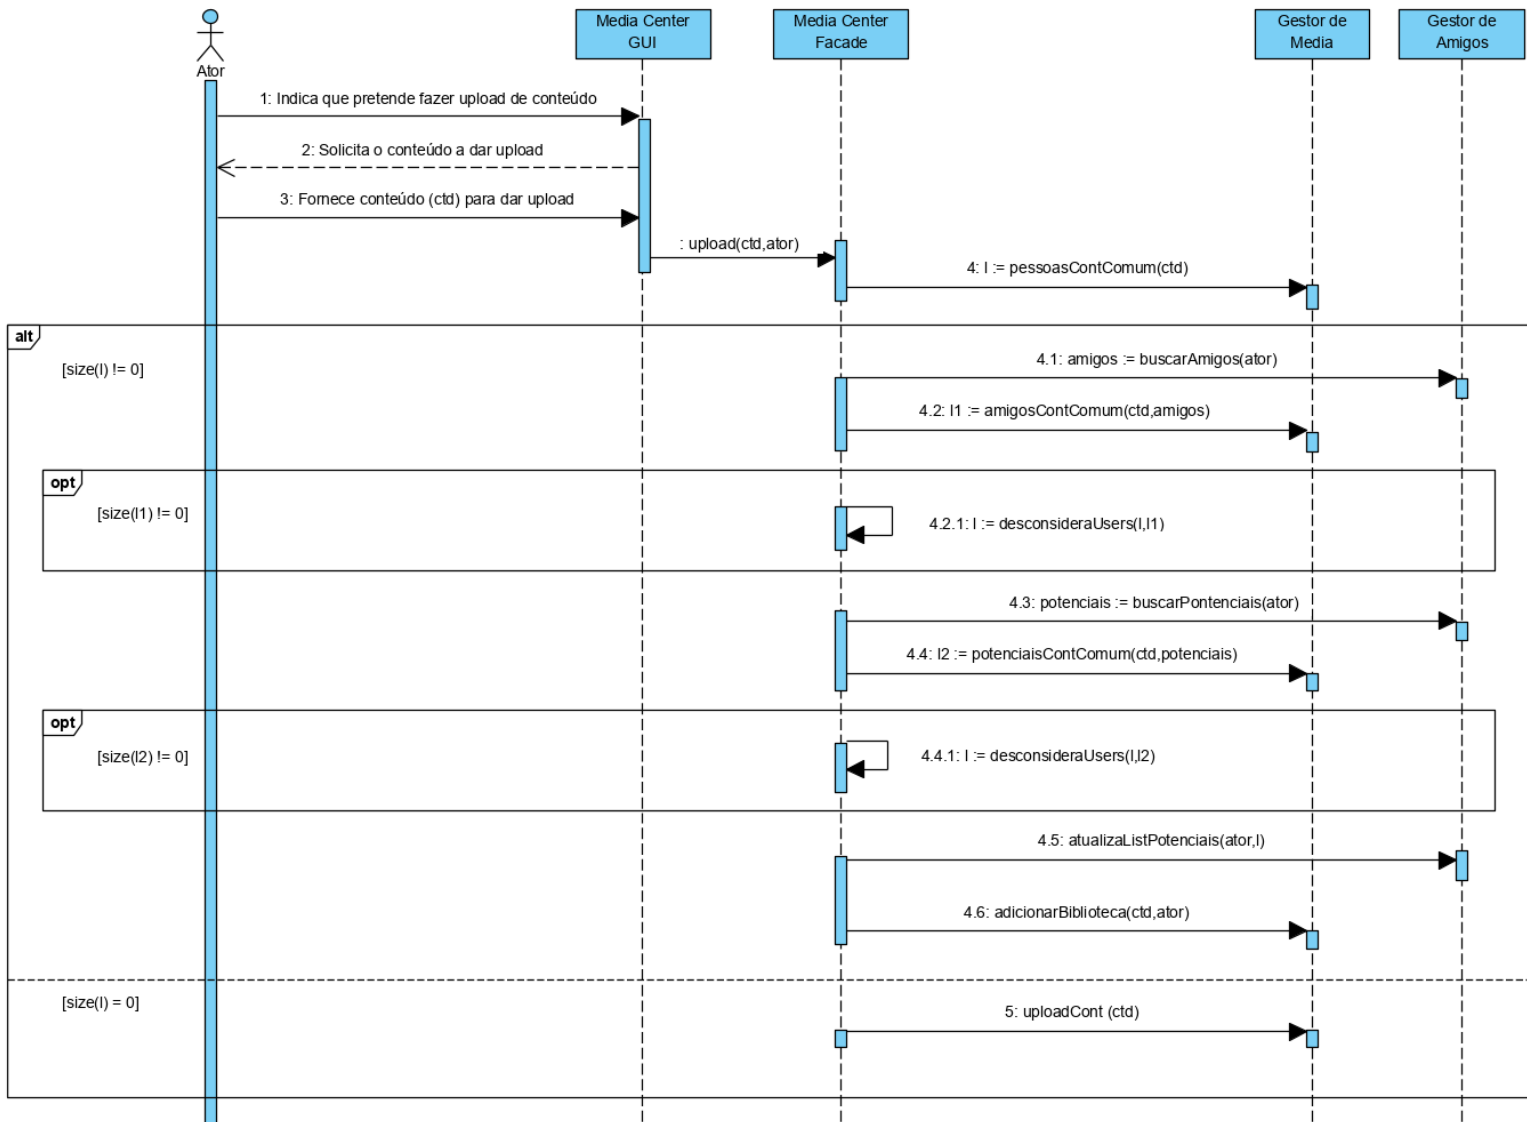 Media Center
GUI
Media Center
Facade
Gestor de
Media
Gestor de
Amigos
Ator
1: Indica que pretende fazer upload de conteúdo
2: Solicita o conteúdo a dar upload
3: Fornece conteúdo (ctd) para dar upload
: upload(ctd,ator)
4: l := pessoasContComum(ctd)
alt
[size(l) != 0]
4.1: amigos := buscarAmigos(ator)
4.2: l1 := amigosContComum(ctd,amigos)
opt
[size(l1) != 0]
4.2.1: l := desconsideraUsers(l,l1)
4.3: potenciais := buscarPontenciais(ator)
4.4: l2 := potenciaisContComum(ctd,potenciais)
opt
[size(l2) != 0]
4.4.1: l := desconsideraUsers(l,l2)
4.5: atualizaListPotenciais(ator,l)
4.6: adicionarBiblioteca(ctd,ator)
[size(l) = 0]
5: uploadCont (ctd)